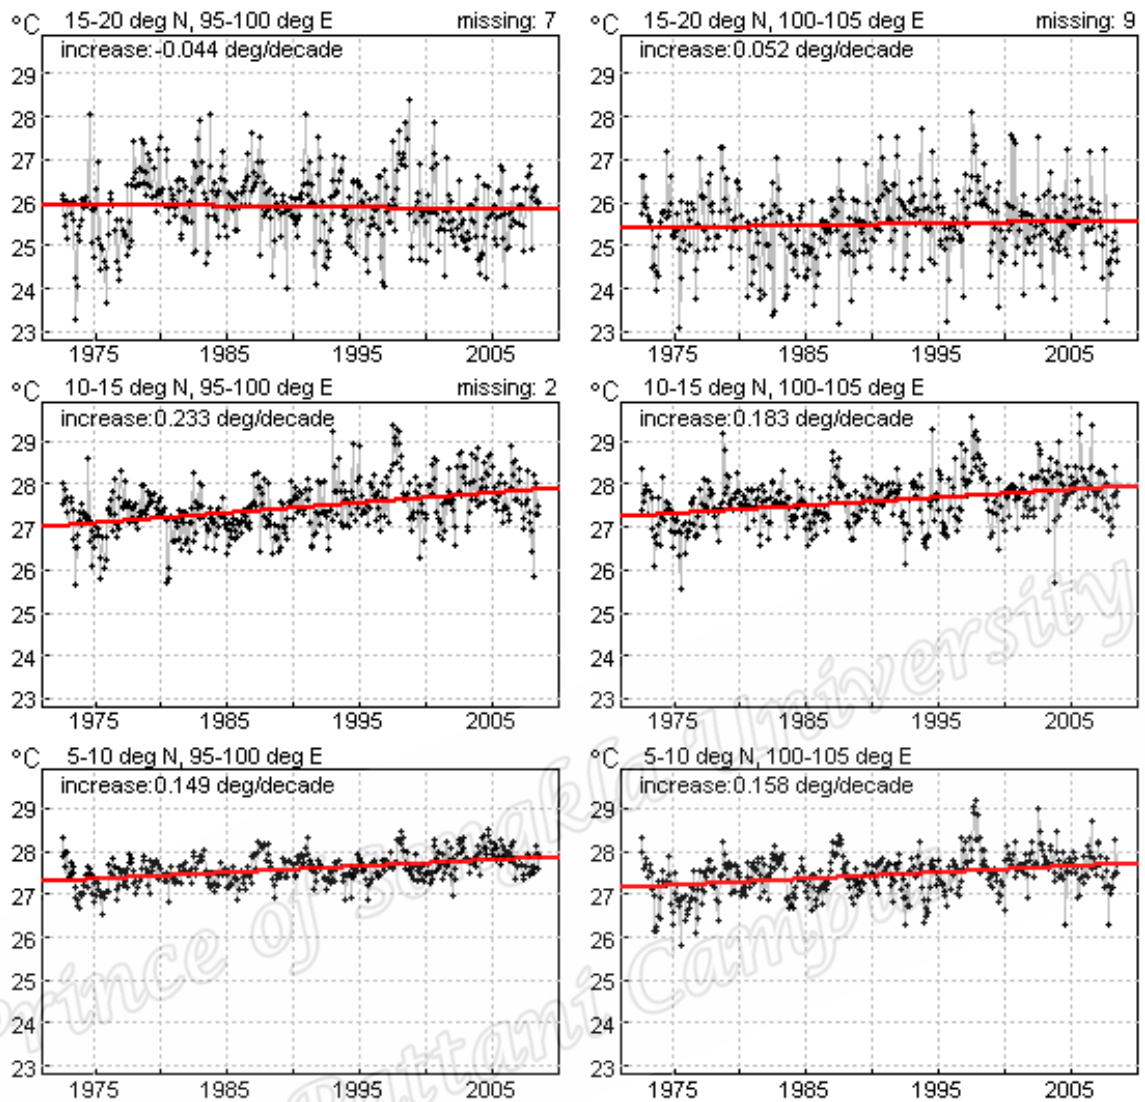 °C 15-20 deg N, 95-100 deg E missing: 7
increase:-0.044 deg/decade
29
28
27
26
25
24
23
1975 1985 1995 2005
°C 15-20 deg N, 100-105 deg E missing: 9
increase:0.052 deg/decade
29
28
27
26
25
24
23
1975 1985 1995 2005
°C 10-15 deg N, 95-100 deg E missing: 2
increase:0.233 deg/decade
29
28
27
26
25
24
23
1975 1985 1995 2005
°C 10-15 deg N, 100-105 deg E
increase:0.183 deg/decade
29
28
27
26
25
24
23
1975 1985 1995 2005
°C 5-10 deg N, 95-100 deg E
increase:0.149 deg/decade
29
28
27
26
25
24
23
1975 1985 1995 2005
°C 5-10 deg N, 100-105 deg E
increase:0.158 deg/decade
29
28
27
26
25
24
23
1975 1985 1995 2005
Prince of Songkla University
Pattani Campus